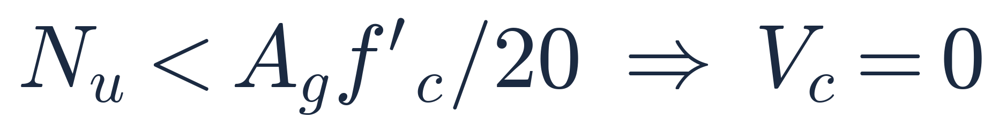 N_u < A_g f'_c/20 ⇒ V_c = 0